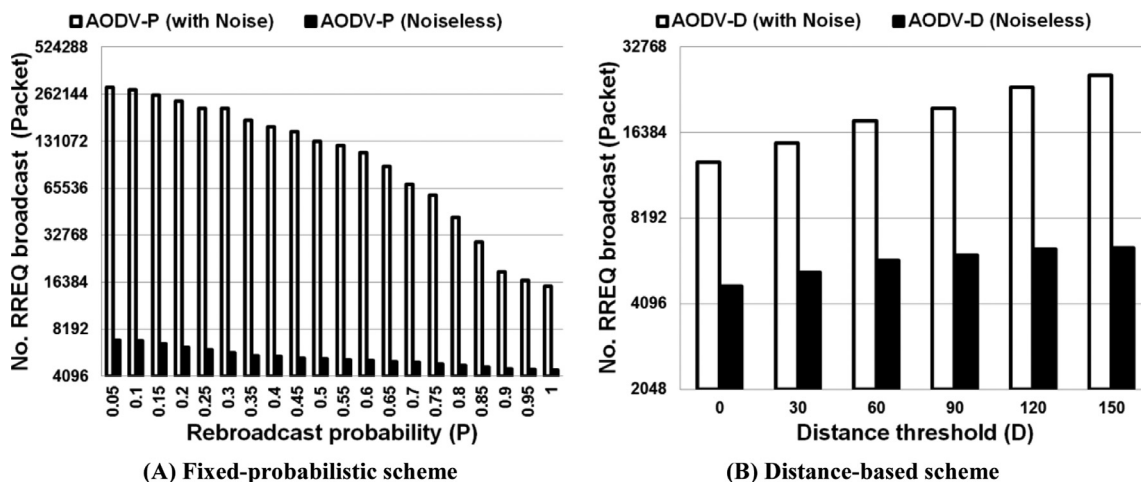 AODV-P (with Noise) AODV-P (Noiseless)
No. RREQ broadcast (Packet)
524288
262144
131072
65536
32768
16384
8192
4096
0.05 0.1 0.15 0.2 0.25 0.3 0.35 0.4 0.45 0.5 0.55 0.6 0.65 0.7 0.75 0.8 0.85 0.9 0.95 1
Rebroadcast probability (P)
(A) Fixed-probabilistic scheme
AODV-D (with Noise) AODV-D (Noiseless)
No. RREQ broadcast (Packet)
32768
16384
8192
4096
2048
0 30 60 90 120 150
Distance threshold (D)
(B) Distance-based scheme